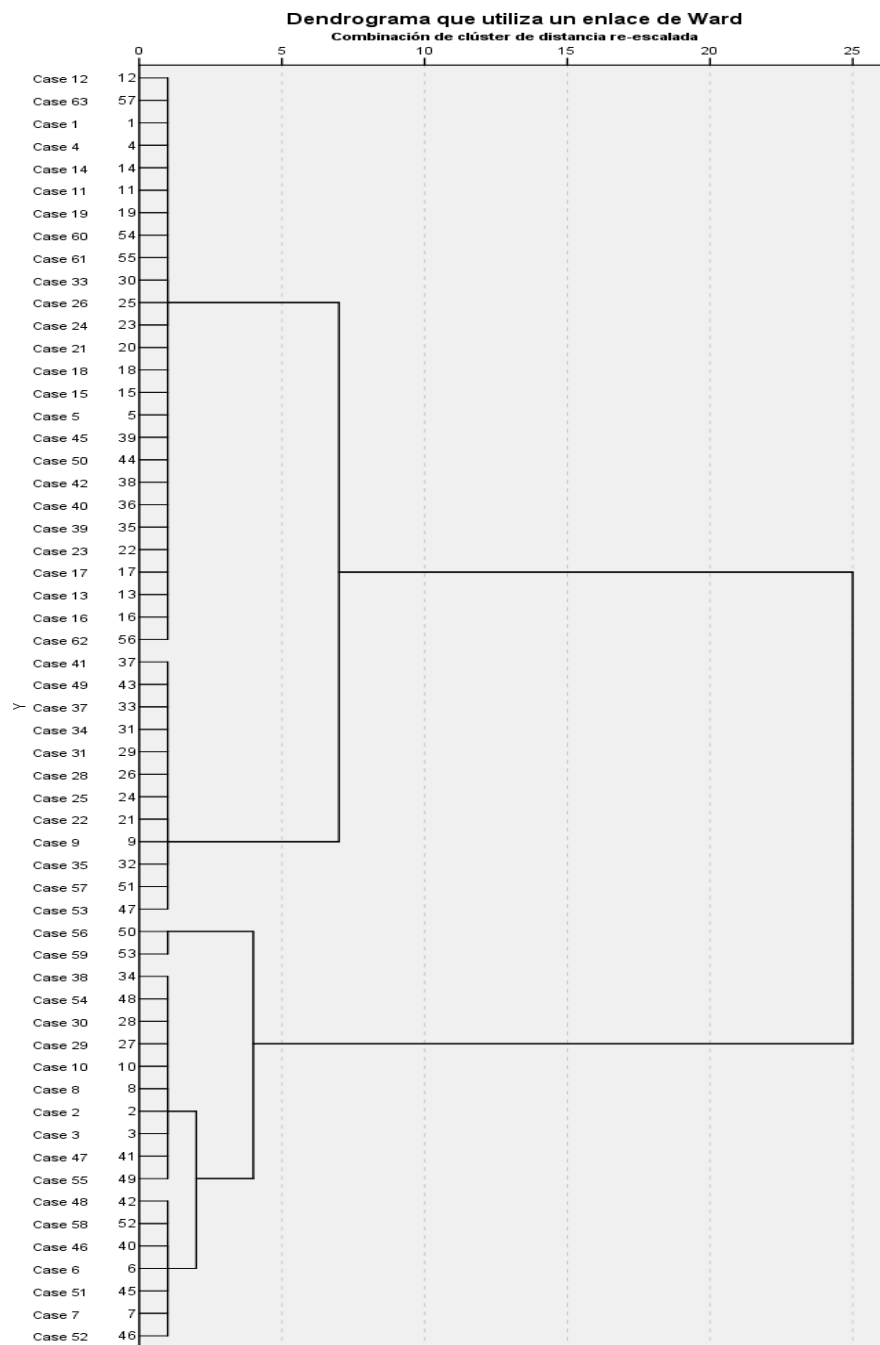 Dendrograma que utiliza un enlace de Ward
Combinación de clúster de distancia re-escalada
0 5 10 15 20 25
Case 12 12
Case 63 57
Case 1 1
Case 4 4
Case 14 14
Case 11 11
Case 19 19
Case 60 54
Case 61 55
Case 33 30
Case 26 25
Case 24 23
Case 21 20
Case 18 18
Case 15 15
Case 5 5
Case 45 39
Case 50 44
Case 42 38
Case 40 36
Case 39 35
Case 23 22
Case 17 17
Case 13 13
Case 16 16
Case 62 56
Case 41 37
Case 49 43
Y
Case 37 33
Case 34 31
Case 31 29
Case 28 26
Case 25 24
Case 22 21
Case 9 9
Case 35 32
Case 57 51
Case 53 47
Case 56 50
Case 59 53
Case 38 34
Case 54 48
Case 30 28
Case 29 27
Case 10 10
Case 8 8
Case 2 2
Case 3 3
Case 47 41
Case 55 49
Case 48 42
Case 58 52
Case 46 40
Case 6 6
Case 51 45
Case 7 7
Case 52 46